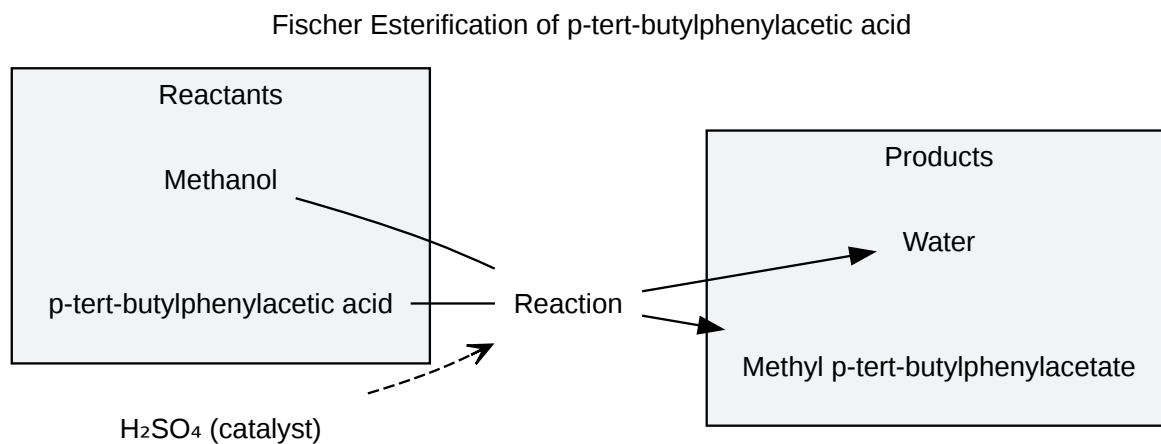 Fischer Esterification of p-tert-butylphenylacetic acid
Reactants
Methanol
p-tert-butylphenylacetic acid
H₂SO₄ (catalyst)
Reaction
Products
Water
Methyl p-tert-butylphenylacetate